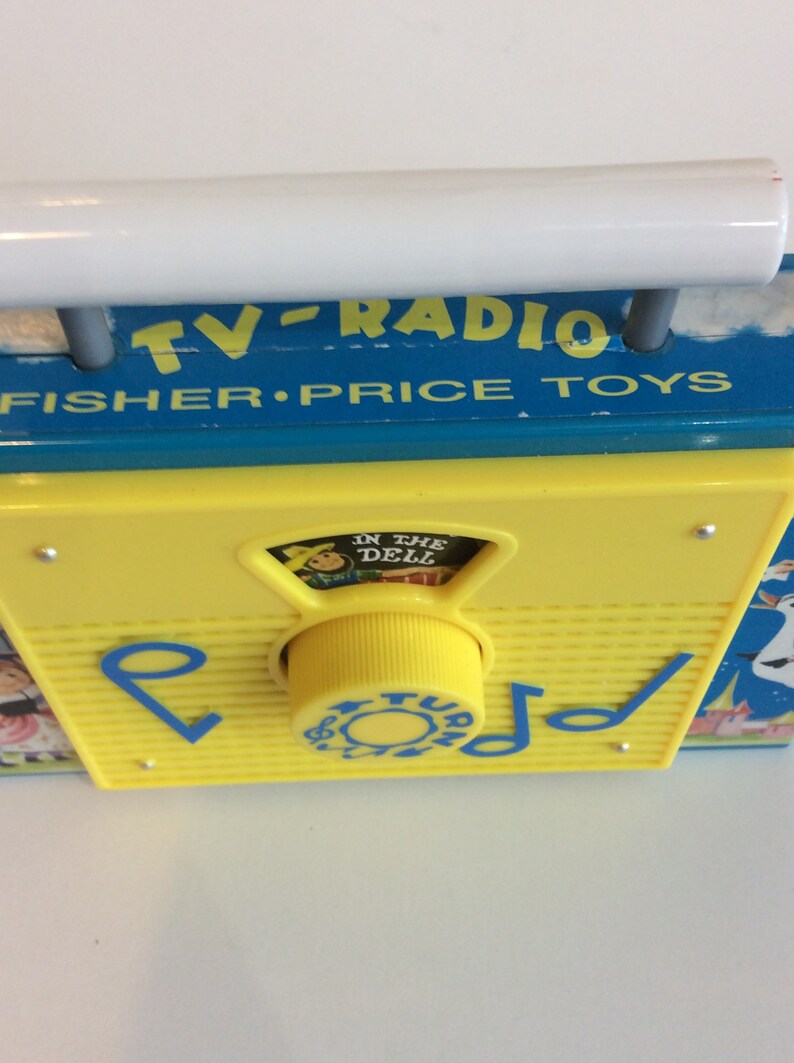 TV-RADIO
FISHER•PRICE TOYS
IN THE
DELL
TURN